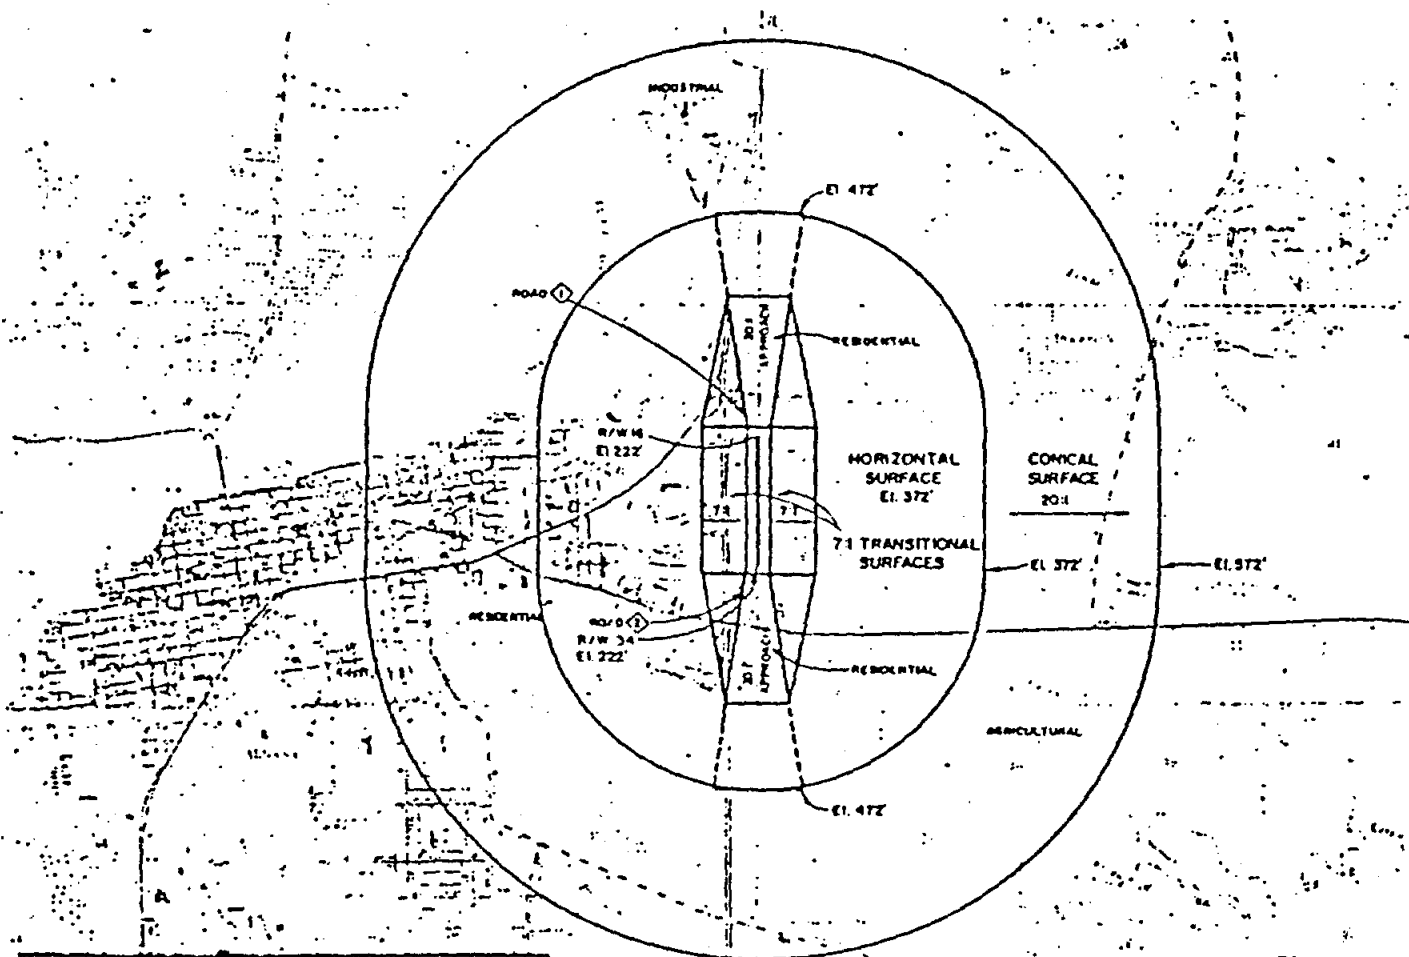 INDUSTRIAL
El. 472'
ROAD 1
20:1
APPROACH
RESIDENTIAL
R/W 16
El. 222'
HORIZONTAL
SURFACE
El. 372'
CONICAL
SURFACE
20:1
7:1
7:1
7:1 TRANSITIONAL
SURFACES
El. 372'
El. 572'
RESIDENTIAL
ROAD 2
R/W 34
El. 222'
20:1
APPROACH
RESIDENTIAL
AGRICULTURAL
El. 472'